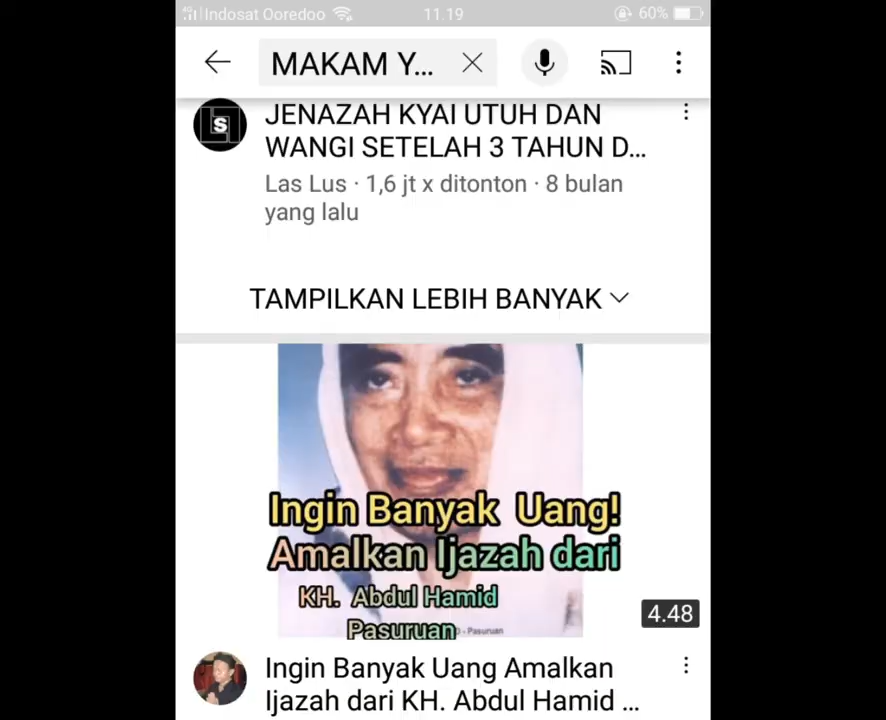 4G Indosat Ooredoo 11.19 60%
MAKAM Y...
JENAZAH KYAI UTUH DAN
WANGI SETELAH 3 TAHUN D...
Las Lus · 1,6 jt x ditonton · 8 bulan
yang lalu
TAMPILKAN LEBIH BANYAK
Ingin Banyak Uang!
Amalkan Ijazah dari
KH. Abdul Hamid
Pasuruan
- Pasuruan
4.48
Ingin Banyak Uang Amalkan
Ijazah dari KH. Abdul Hamid ...